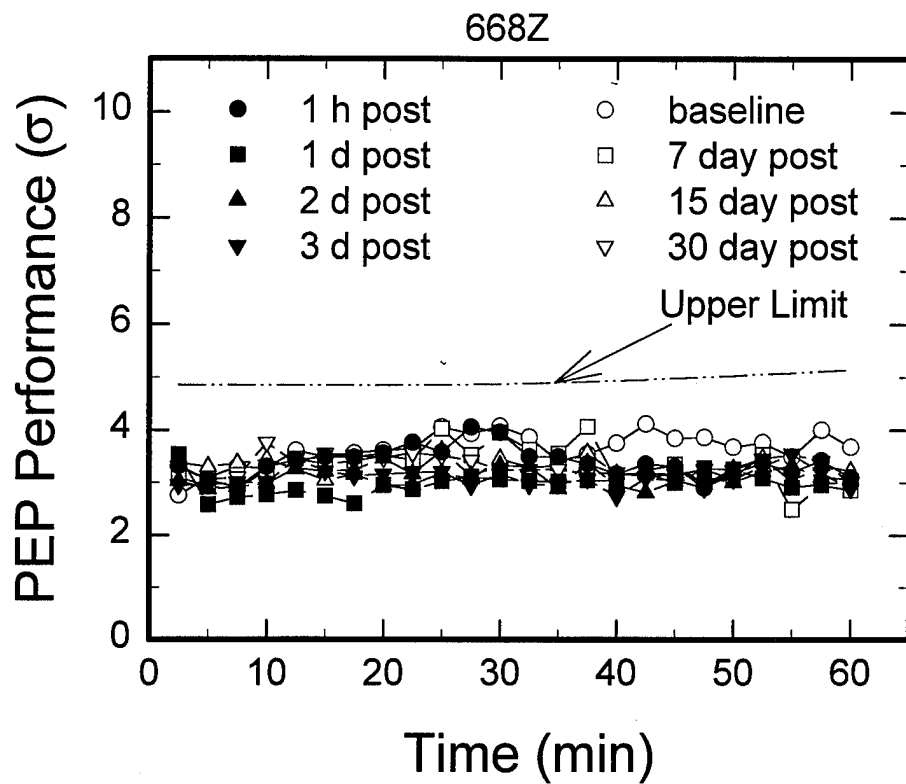 668Z
PEP Performance (σ)
10
8
6
4
2
0
1 h post
1 d post
2 d post
3 d post
baseline
7 day post
15 day post
30 day post
Upper Limit
0 10 20 30 40 50 60
Time (min)